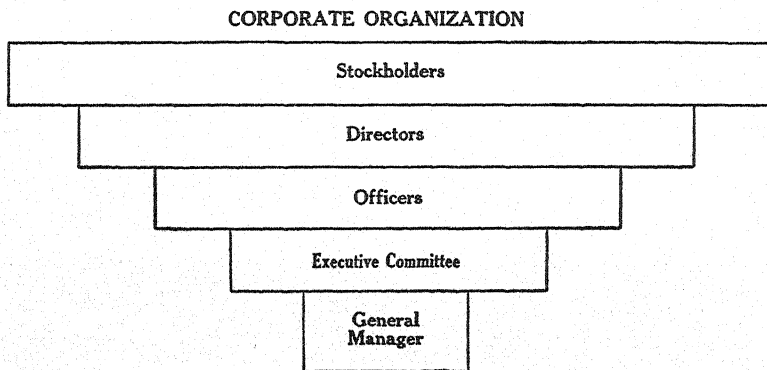 CORPORATE ORGANIZATION
Stockholders
Directors
Officers
Executive Committee
General
Manager